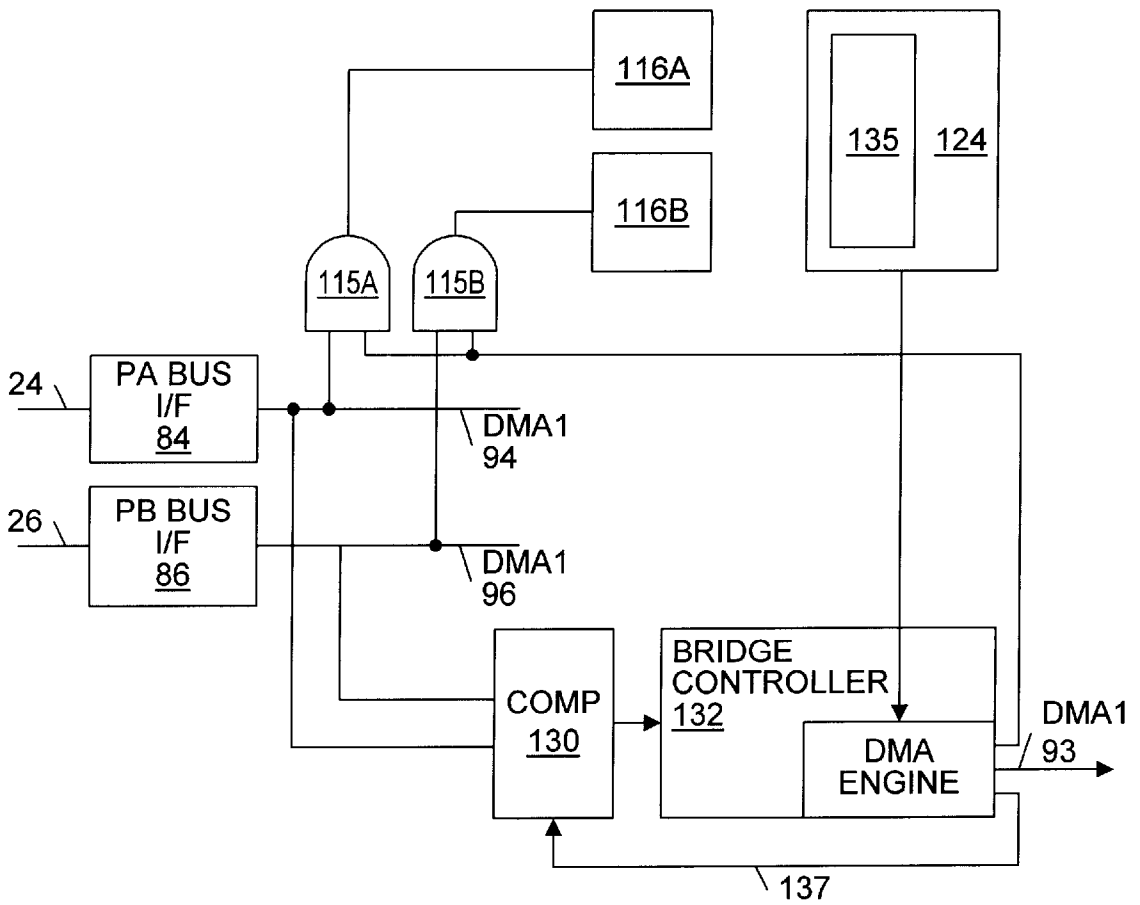 116A
135
124
116B
115A
115B
24
PA BUS
I/F
84
DMA1
94
26
PB BUS
I/F
86
DMA1
96
COMP
130
BRIDGE
CONTROLLER
132
DMA
ENGINE
DMA1
93
137